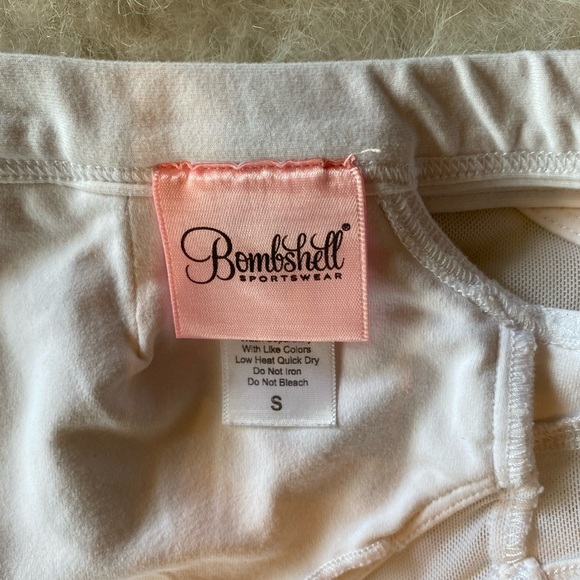 Bombshell®
SPORTSWEAR
With Like Colors
Low Heat Quick Dry
Do Not Iron
Do Not Bleach
S